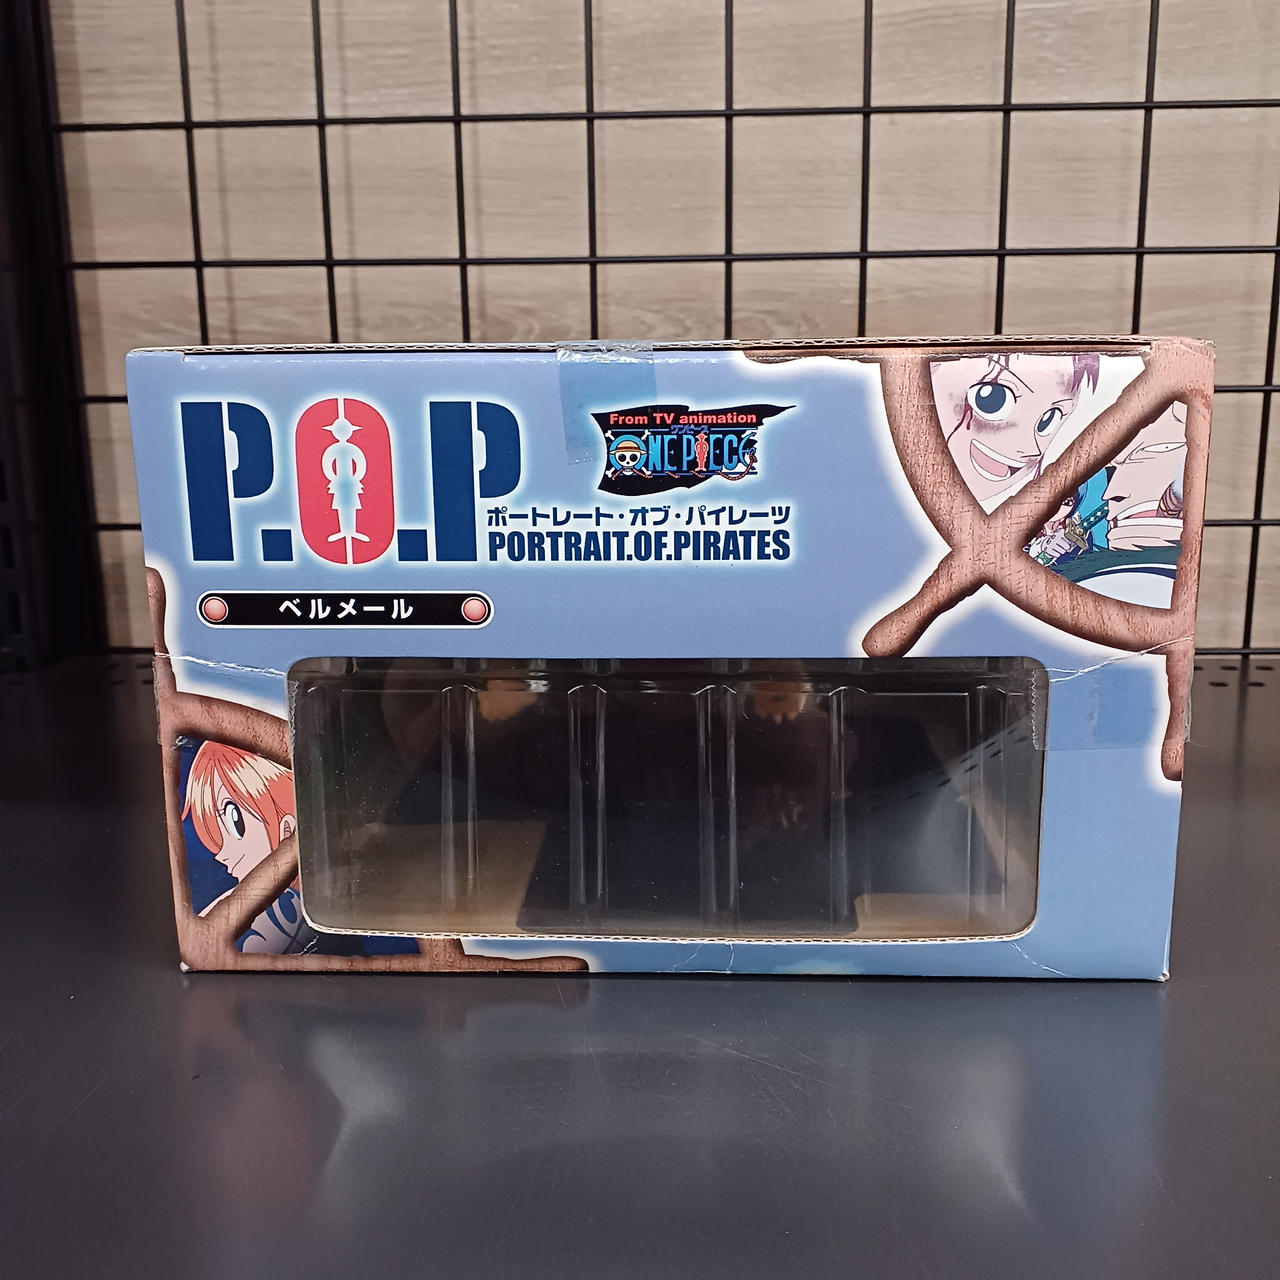 P.O.P
From TV animation
ワンピース
ONE PIECE
ポートレート・オブ・パイレーツ
PORTRAIT.OF.PIRATES
ベルメール